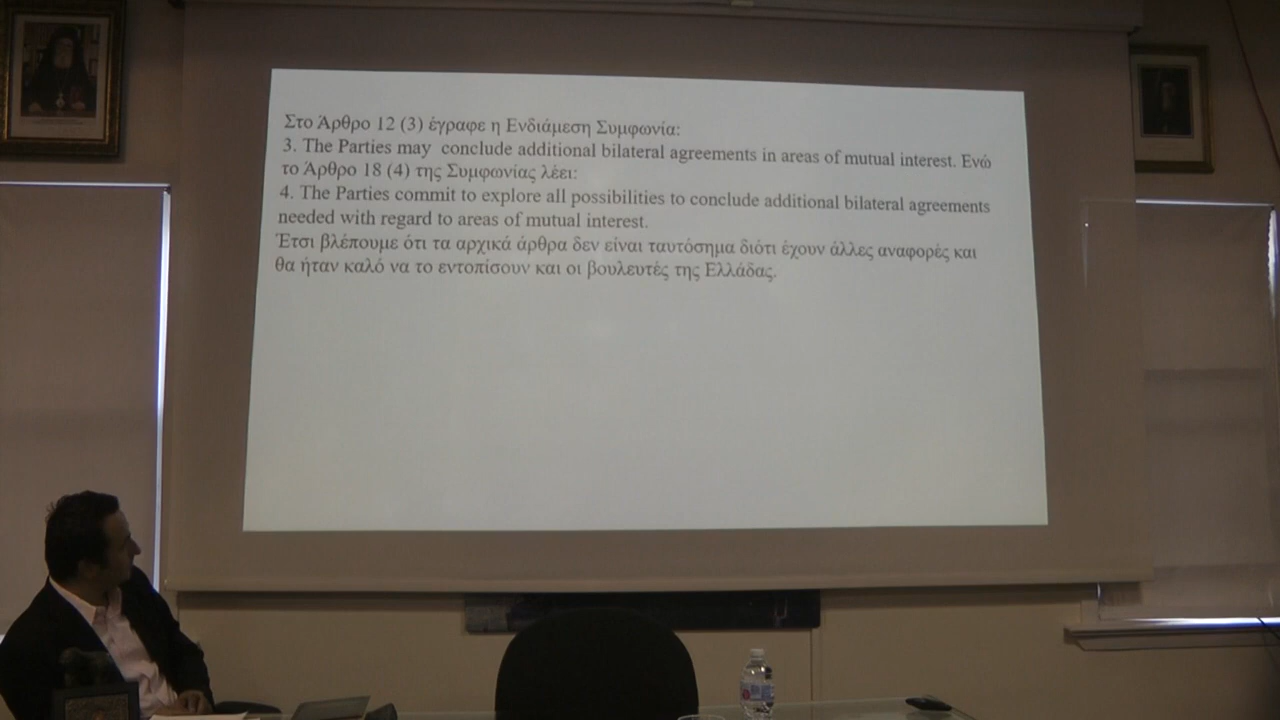 Στο Άρθρο 12 (3) έγραφε η Ενδιάμεση Συμφωνία:
3. The Parties may  conclude additional bilateral agreements in areas of mutual interest. Ενώ
το Άρθρο 18 (4) της Συμφωνίας λέει:
4. The Parties commit to explore all possibilities to conclude additional bilateral agreements
needed with regard to areas of mutual interest.
Έτσι βλέπουμε ότι τα αρχικά άρθρα δεν είναι ταυτόσημα διότι έχουν άλλες αναφορές και
θα ήταν καλό να το εντοπίσουν και οι βουλευτές της Ελλάδας.